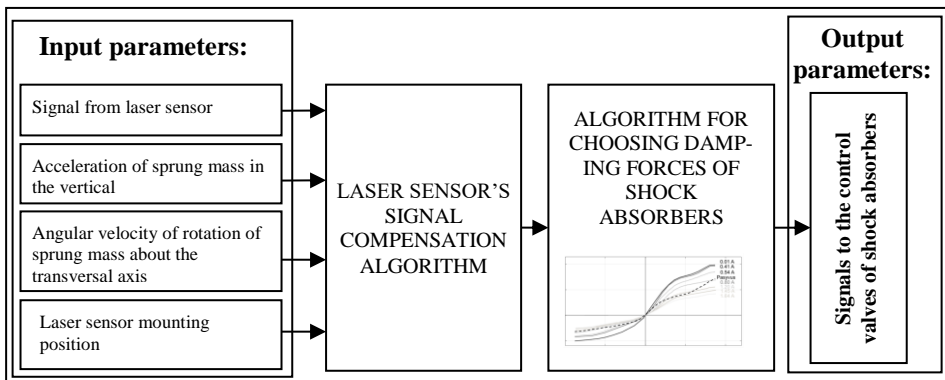 Input parameters:
Signal from laser sensor
Acceleration of sprung mass in
the vertical
Angular velocity of rotation of
sprung mass about the
transversal axis
Laser sensor mounting
position
LASER SENSOR’S
SIGNAL
COMPENSATION
ALGORITHM
ALGORITHM FOR
CHOOSING DAMP-
ING FORCES OF
SHOCK
ABSORBERS
Output
parameters:
Signals to the control
valves of shock absorbers